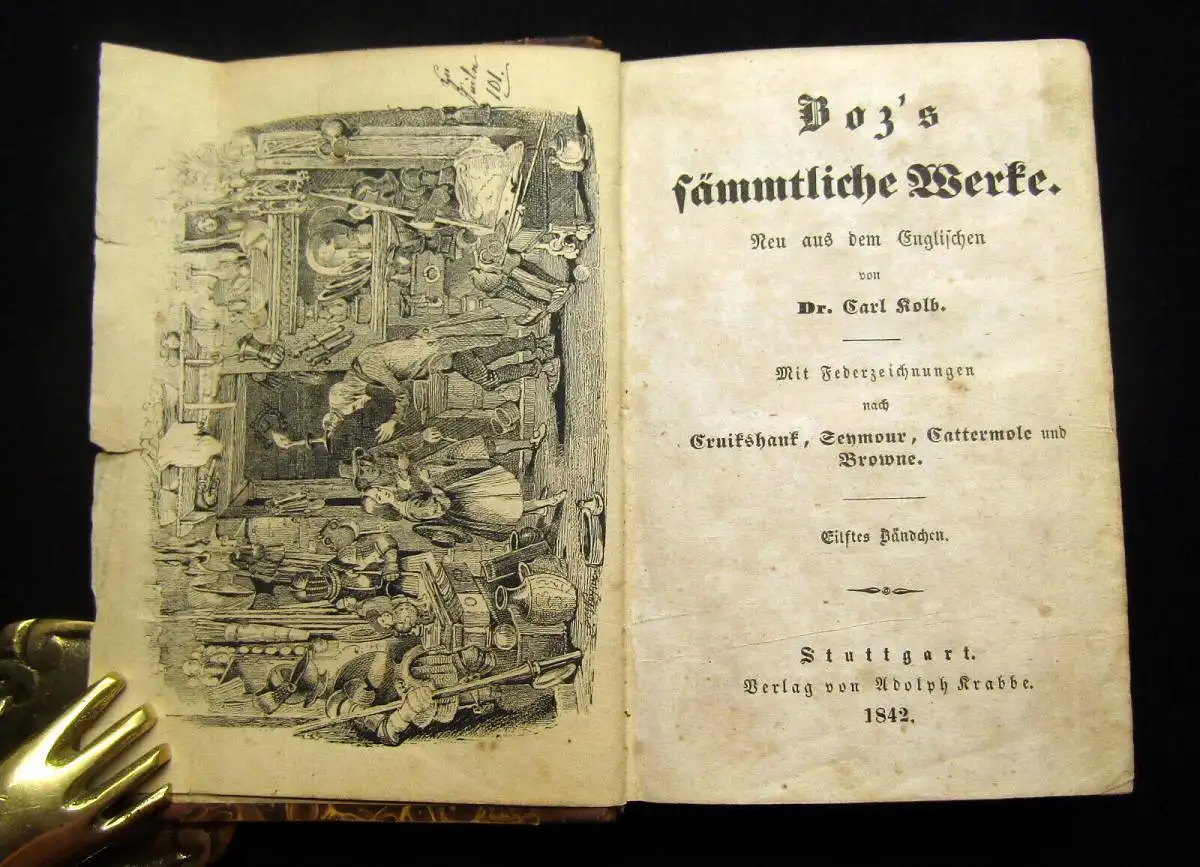 101.
Boz's
sämmtliche Werke.
Neu aus dem Englischen
von
Dr. Carl Kolb.
Mit Federzeichnungen
nach
Cruikshank, Seymour, Cattermole und
Browne.
Eilftes Bändchen.
Stuttgart.
Verlag von Adolph Krabbe.
1842.